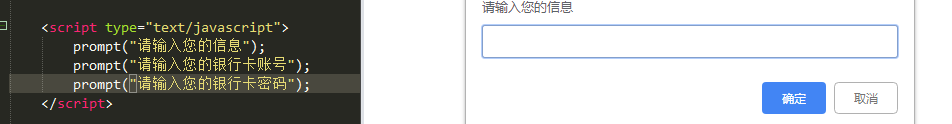 <script type="text/javascript">
prompt("请输入您的信息");
prompt("请输入您的银行卡账号");
prompt("请输入您的银行卡密码");
</script>
请输入您的信息
确定
取消